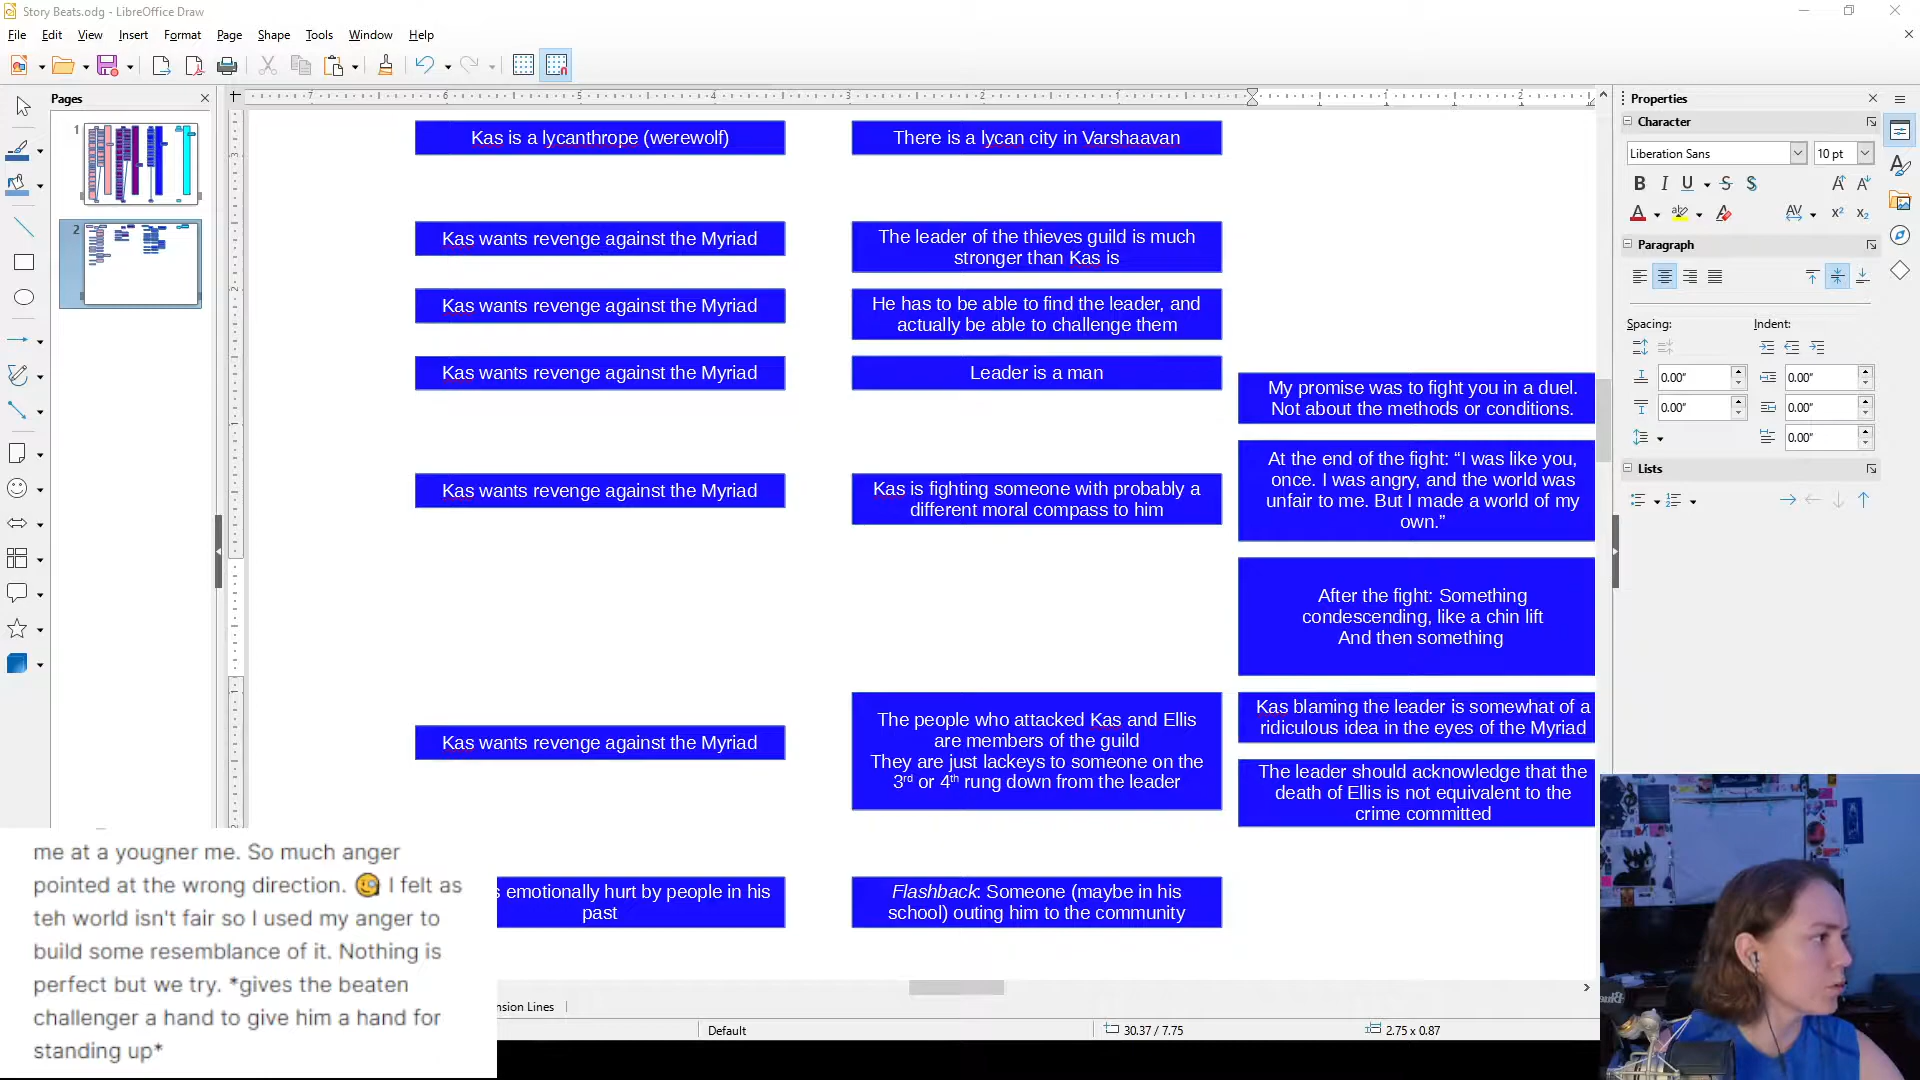 Story Beats.odg - LibreOffice Draw
File Edit View Insert Format Page Shape Tools Window Help
Pages
1
2
7 6 5 4 3 2 1 1 2
Kas is a lycanthrope (werewolf)
There is a lycan city in Varshaavan
Kas wants revenge against the Myriad
The leader of the thieves guild is much
stronger than Kas is
Kas wants revenge against the Myriad
He has to be able to find the leader, and
actually be able to challenge them
Kas wants revenge against the Myriad
Leader is a man
My promise was to fight you in a duel.
Not about the methods or conditions.
Kas wants revenge against the Myriad
Kas is fighting someone with probably a
different moral compass to him
At the end of the fight: “I was like you,
once. I was angry, and the world was
unfair to me. But I made a world of my
own.”
After the fight: Something
condescending, like a chin lift
And then something
Kas wants revenge against the Myriad
The people who attacked Kas and Ellis
are members of the guild
They are just lackeys to someone on the
3rd or 4th rung down from the leader
Kas blaming the leader is somewhat of a
ridiculous idea in the eyes of the Myriad
The leader should acknowledge that the
death of Ellis is not equivalent to the
crime committed
s emotionally hurt by people in his
past
Flashback: Someone (maybe in his
school) outing him to the community
me at a yougner me. So much anger
pointed at the wrong direction. 🧐 I felt as
teh world isn't fair so I used my anger to
build some resemblance of it. Nothing is
perfect but we try. *gives the beaten
challenger a hand to give him a hand for
standing up*
nsion Lines
Default
30.37 / 7.75
2.75 x 0.87
Properties
Character
Liberation Sans
10 pt
Paragraph
Spacing:
Indent:
0.00"
0.00"
0.00"
0.00"
0.00"
Lists